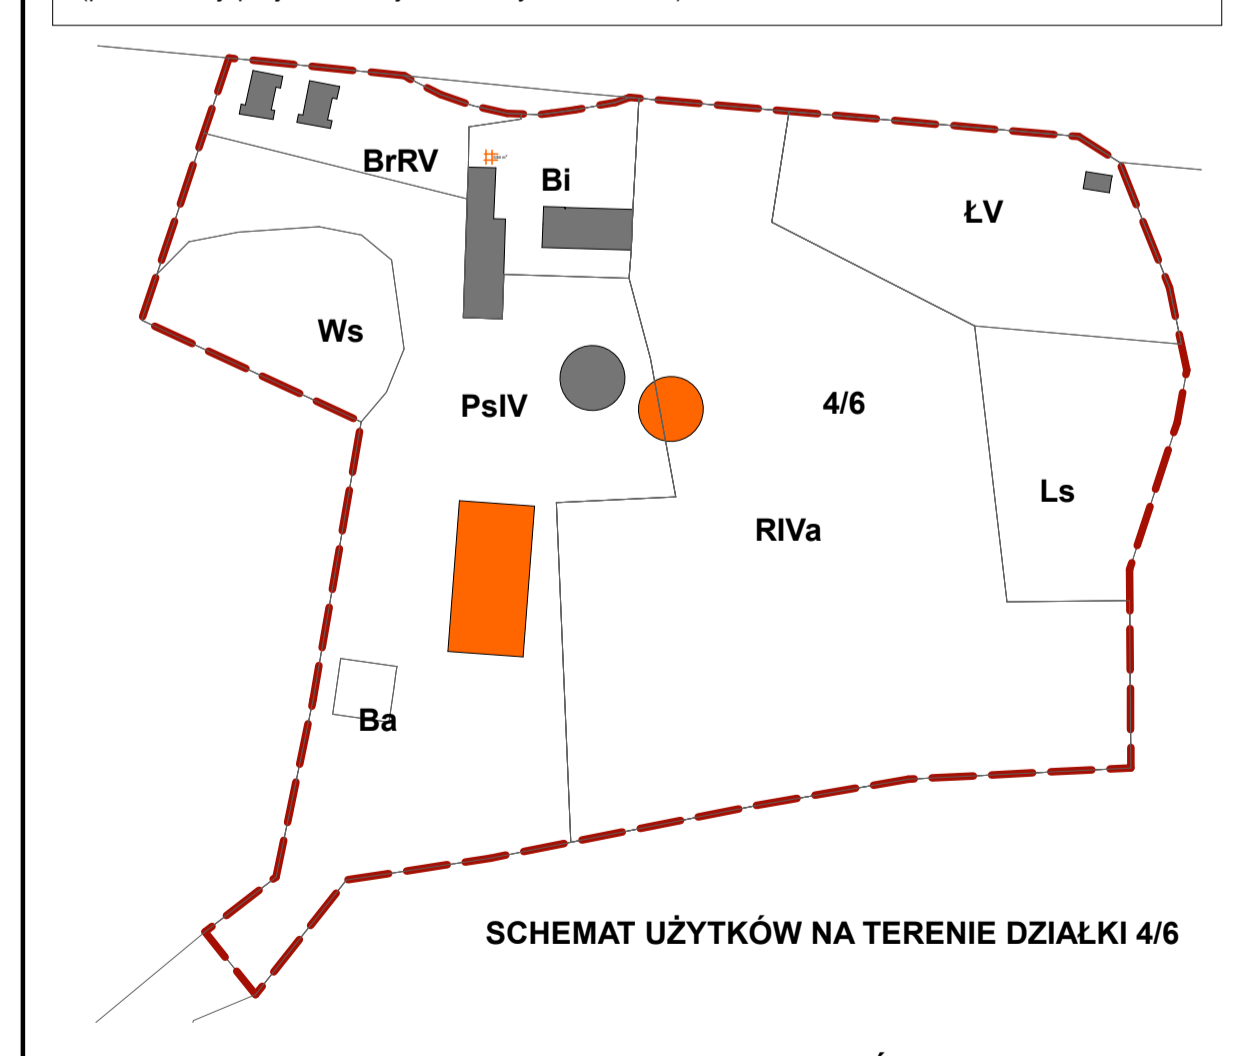 BrRV
Bi
ŁV
Ws
PsIV
4/6
Ls
RIVa
Ba
SCHEMAT UŻYTKÓW NA TERENIE DZIAŁKI 4/6